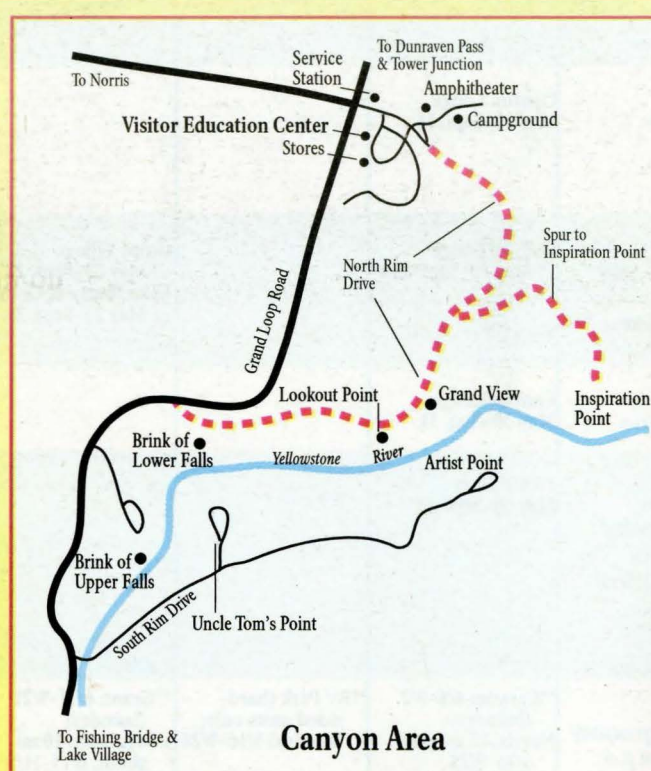 To Dunraven Pass
& Tower Junction
Service
Station
To Norris
Amphitheater
Campground
Visitor Education Center
Stores
Spur to
Inspiration Point
North Rim
Drive
Grand Loop Road
Lookout Point
Grand View
Inspiration
Point
Brink of
Lower Falls
Yellowstone
River
Artist Point
Brink of
Upper Falls
Uncle Tom's Point
South Rim Drive
To Fishing Bridge &
Lake Village
Canyon Area